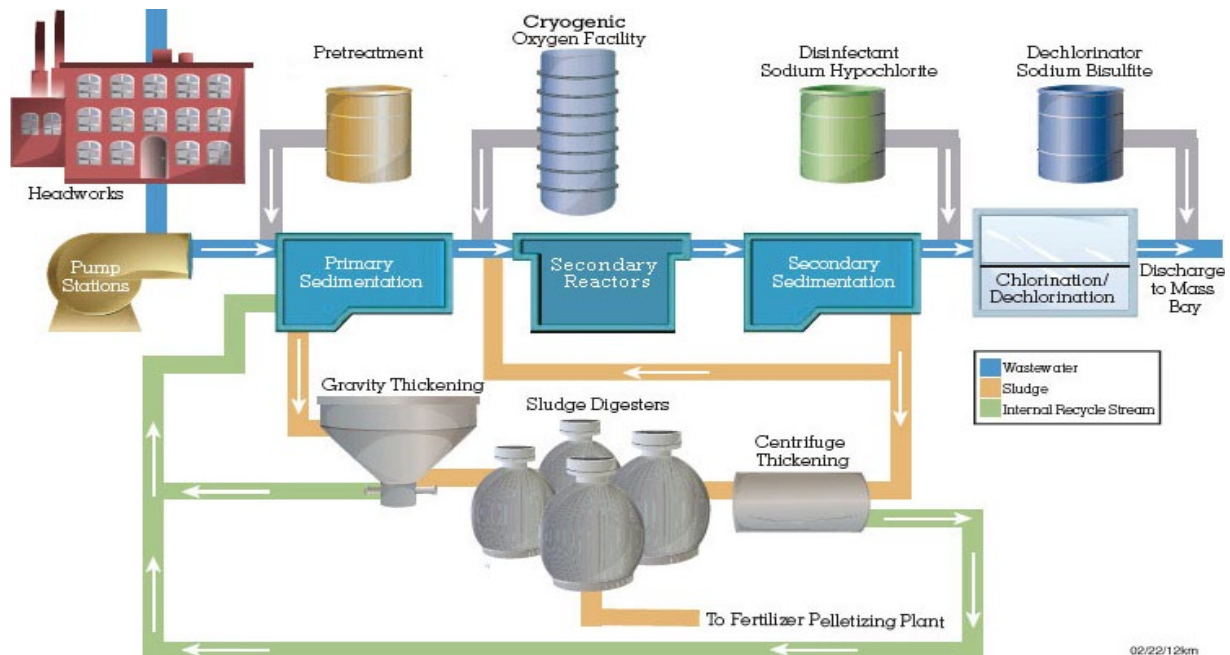 Pretreatment
Cryogenic
Oxygen Facility
Disinfectant
Sodium Hypochlorite
Dechlorinator
Sodium Bisulfite
Headworks
Pump
Stations
Primary
Sedimentation
Secondary
Reactors
Secondary
Sedimentation
Chlorination/
Dechlorination
Discharge
to Mass
Bay
Wastewater
Sludge
Internal Recycle Stream
Gravity Thickening
Sludge Digesters
Centrifuge
Thickening
To Fertilizer Pelletizing Plant
02/22/12km